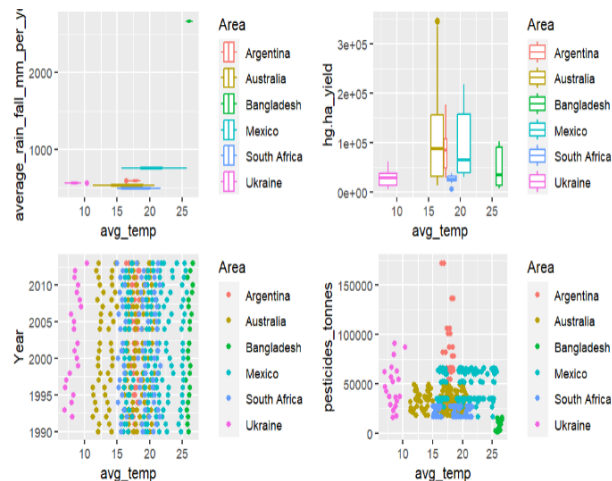 average_rain_fall_mm_per_y
2000
1000
10 15 20 25
avg_temp
Area
Argentina
Australia
Bangladesh
Mexico
South Africa
Ukraine
hg.ha_yield
3e+05
2e+05
1e+05
0e+00
10 15 20 25
avg_temp
Area
Argentina
Australia
Bangladesh
Mexico
South Africa
Ukraine
Year
2010
2005
2000
1995
1990
10 15 20 25
avg_temp
Area
Argentina
Australia
Bangladesh
Mexico
South Africa
Ukraine
pesticides_tonnes
150000
100000
50000
0
10 15 20 25
avg_temp
Area
Argentina
Australia
Bangladesh
Mexico
South Africa
Ukraine